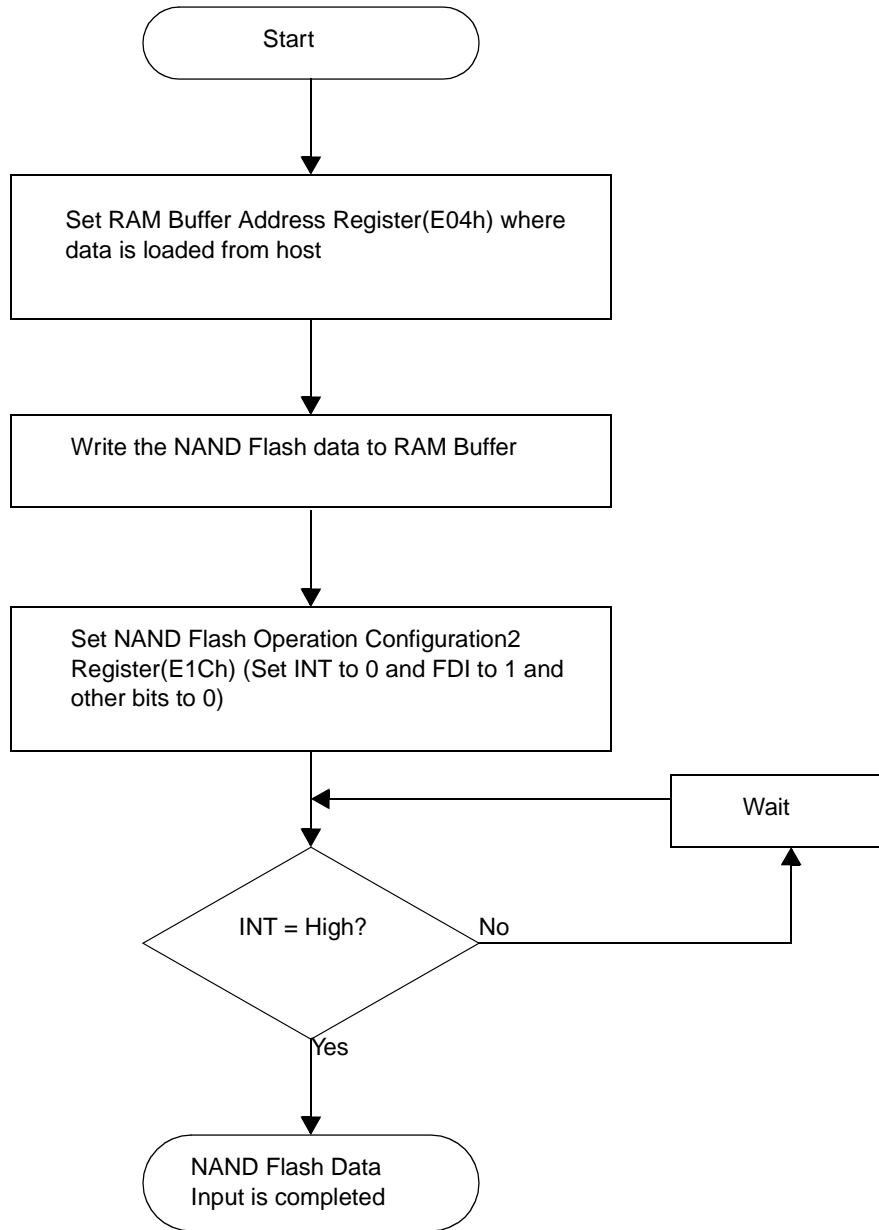 Start
Set RAM Buffer Address Register(E04h) where
data is loaded from host
Write the NAND Flash data to RAM Buffer
Set NAND Flash Operation Configuration2
Register(E1Ch) (Set INT to 0 and FDI to 1 and
other bits to 0)
Wait
INT = High?
No
Yes
NAND Flash Data
Input is completed